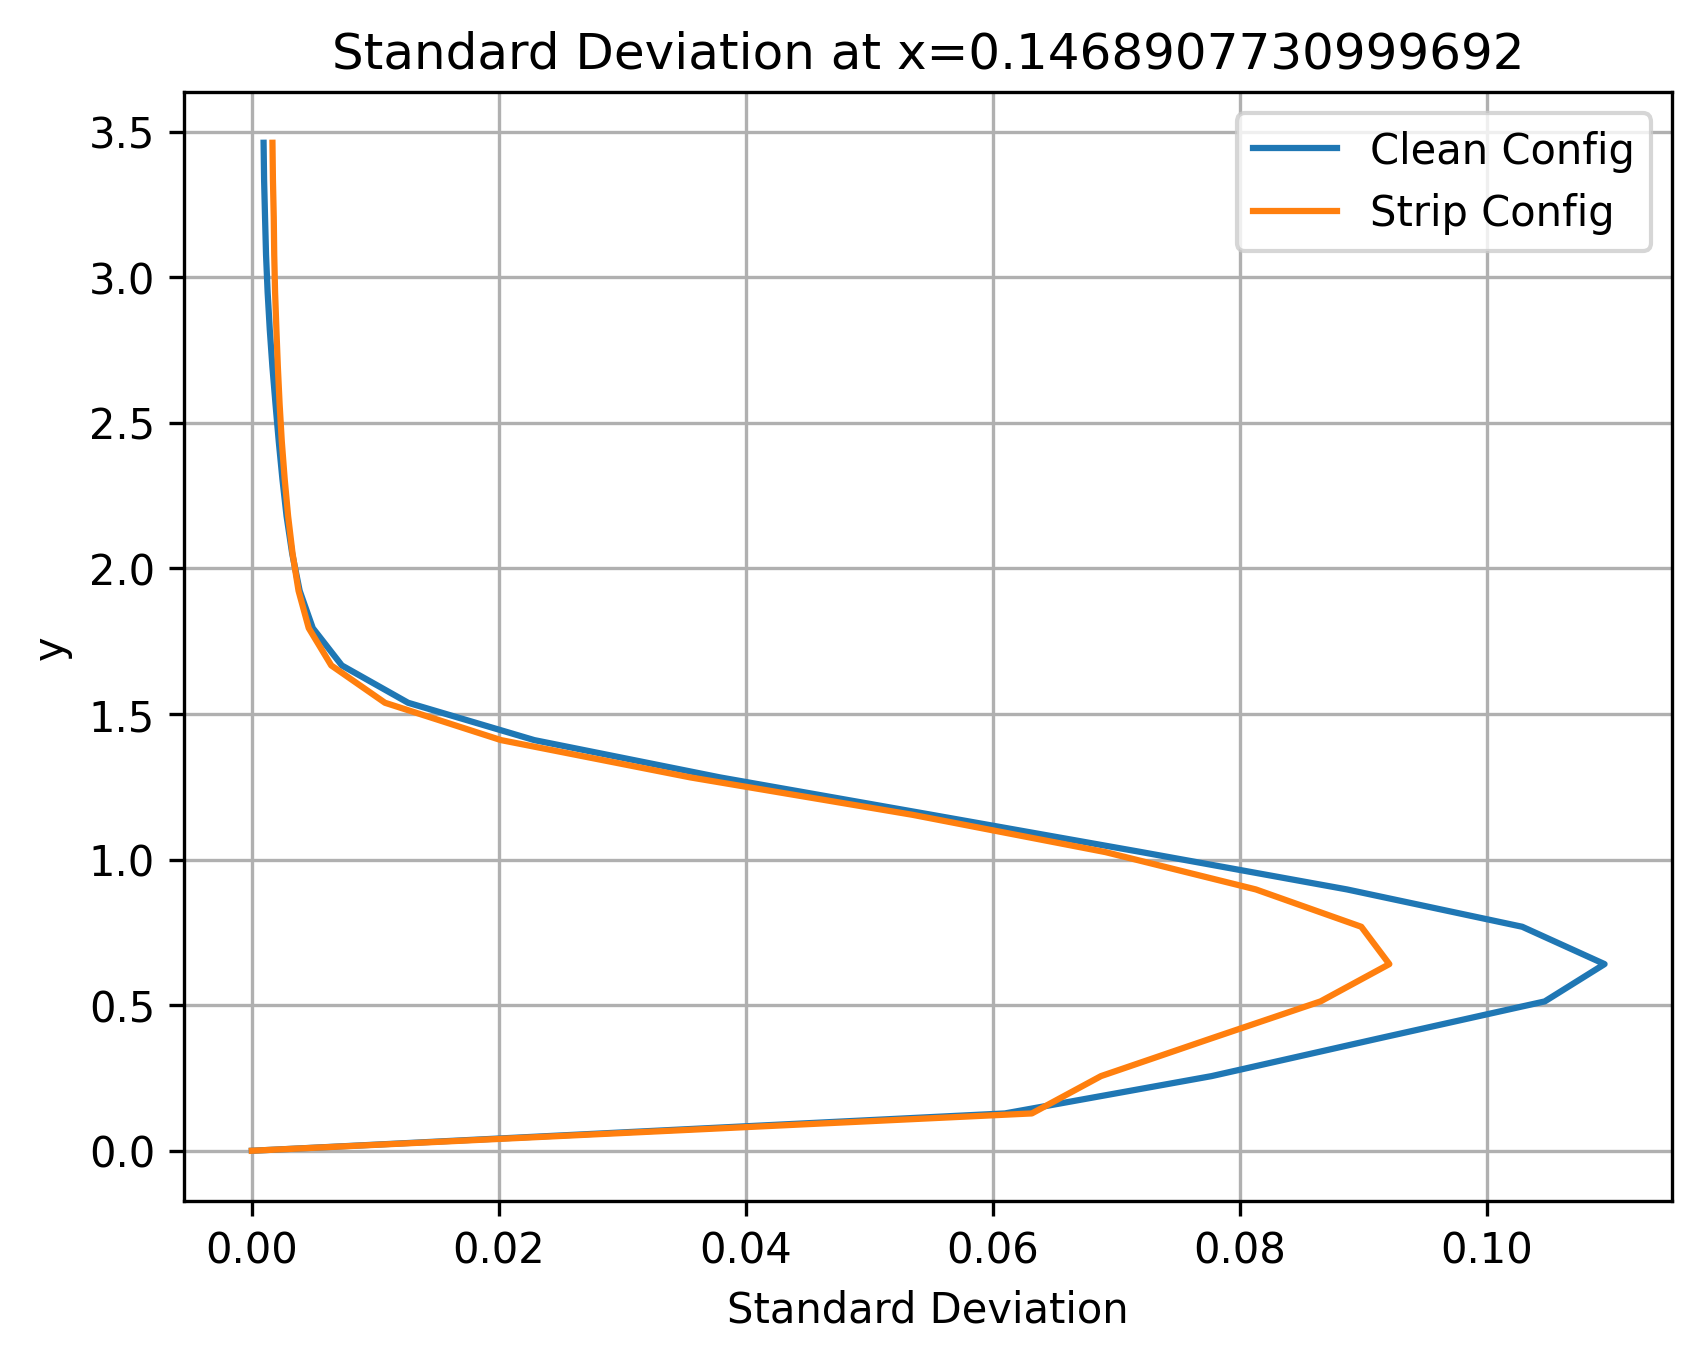 Standard Deviation at x=0.1468907730999692
Clean Config
Strip Config
3.5
3.0
2.5
2.0
1.5
1.0
0.5
0.0
y
0.00 0.02 0.04 0.06 0.08 0.10
Standard Deviation